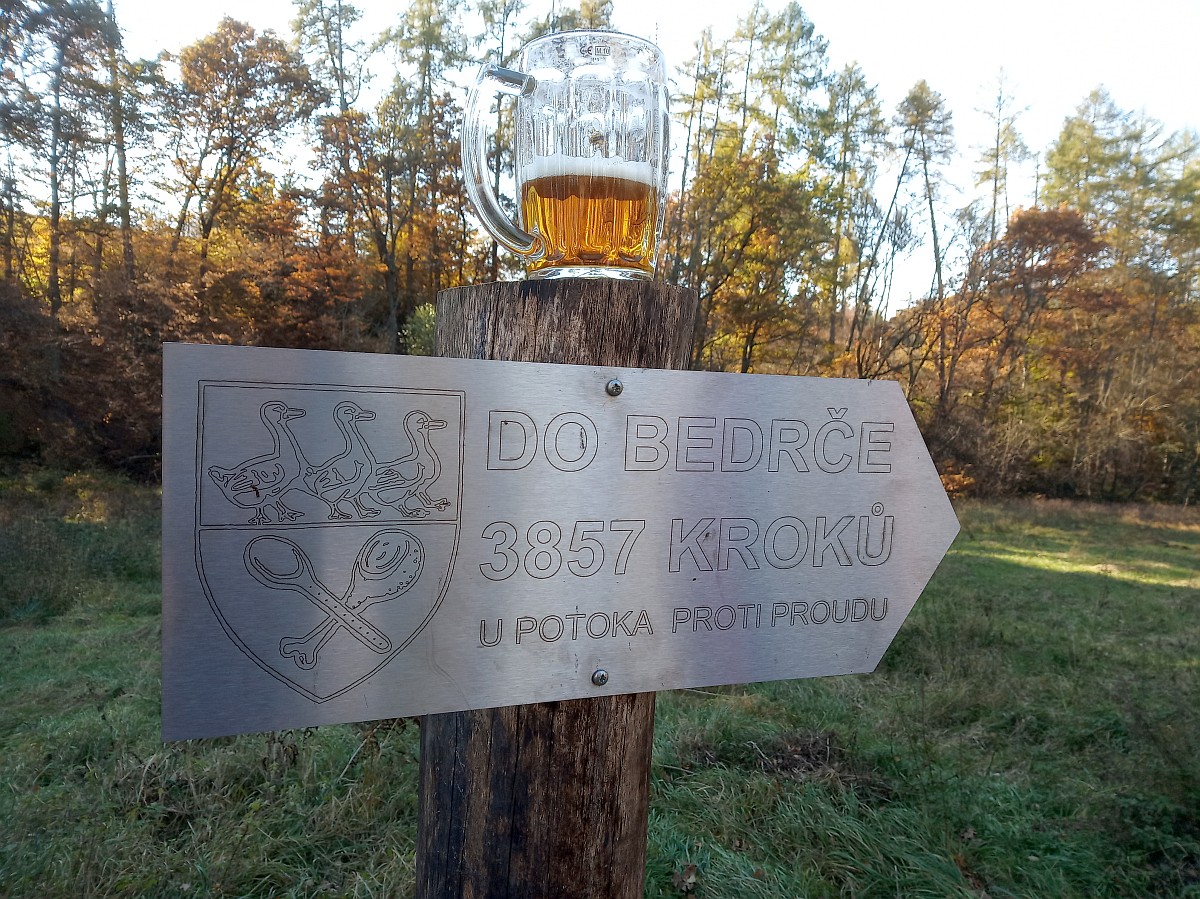 DO BEDRČE
3857 KROKŮ
U POTOKA PROTI PROUDU